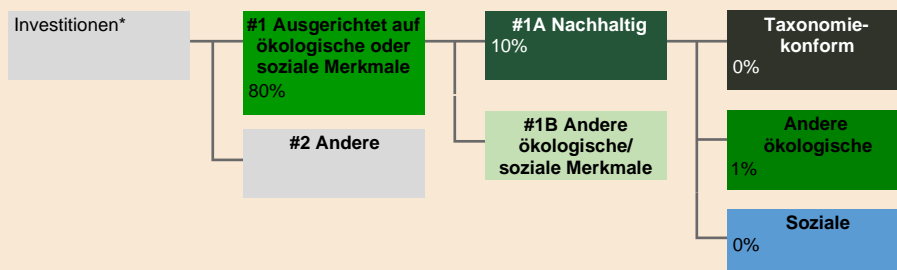 Investitionen*
#1 Ausgerichtet auf
ökologische oder
soziale Merkmale
80%
#2 Andere
#1A Nachhaltig
10%
#1B Andere
ökologische/
soziale Merkmale
Taxonomie-
konform
0%
Andere
ökologische
1%
Soziale
0%